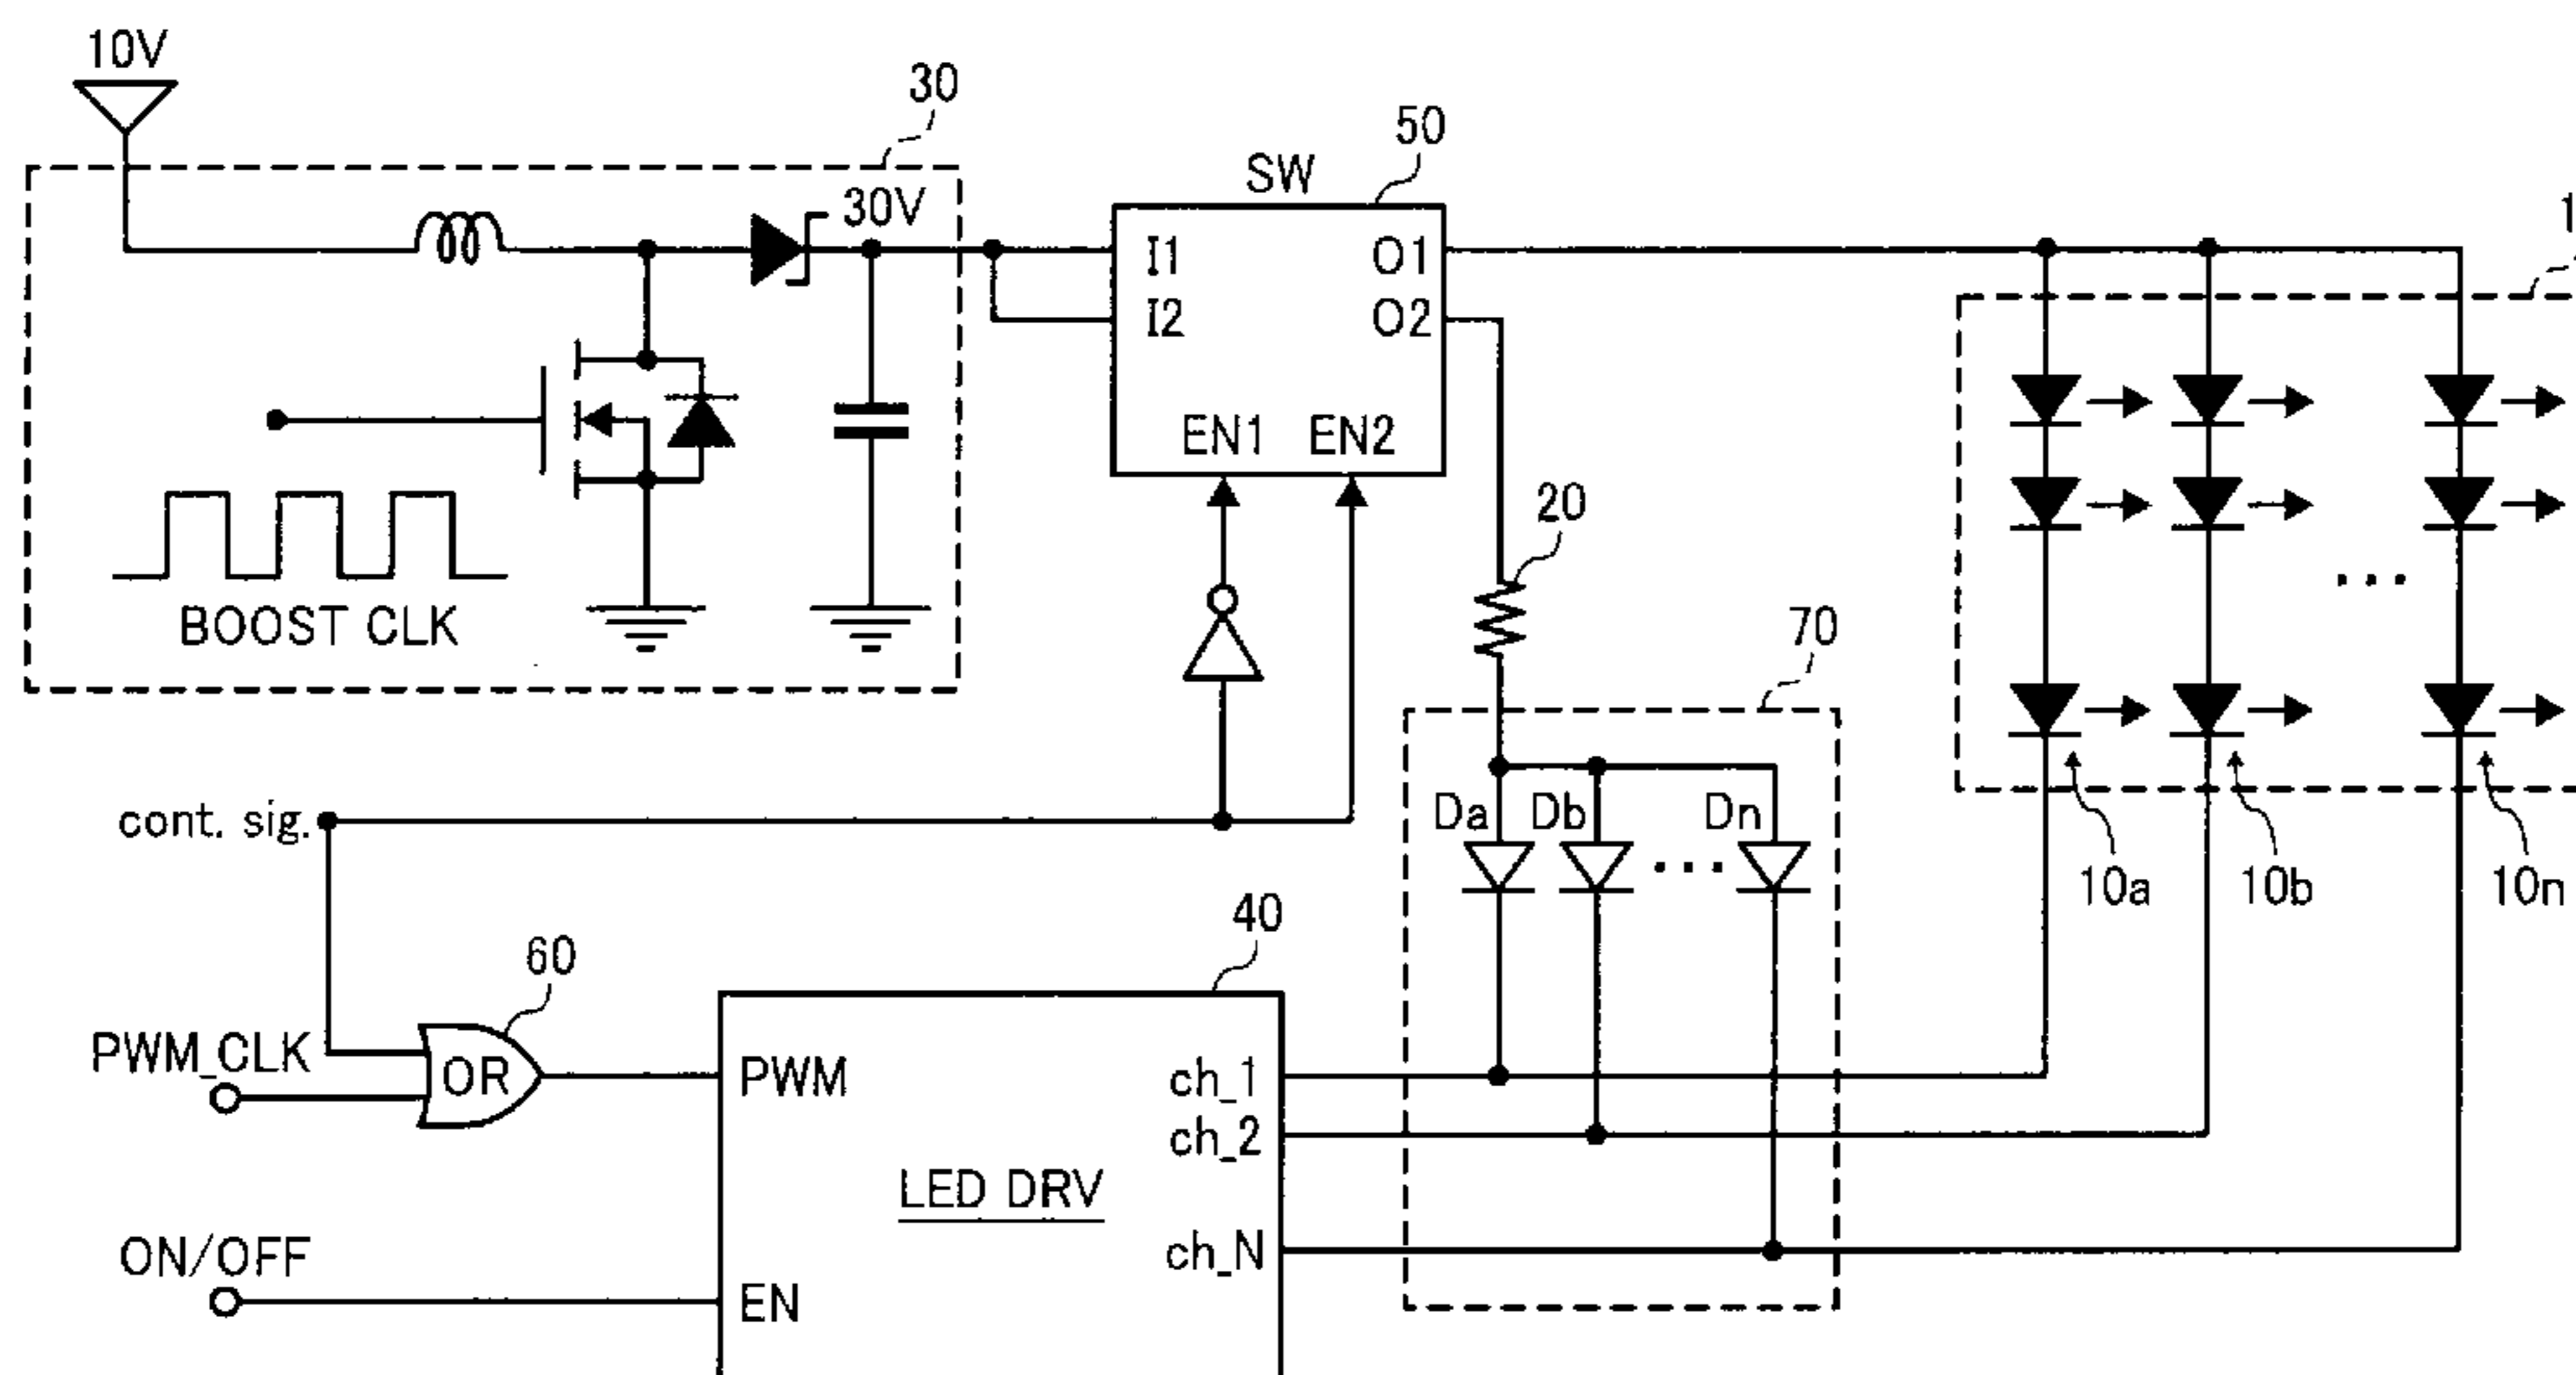 10V
30
30V
BOOST CLK
SW
50
I1
O1
I2
O2
EN1
EN2
20
70
Da
Db
...
Dn
...
10a
10b
10n
cont. sig.
PWM_CLK
OR
60
40
PWM
EN
LED DRV
ch_1
ch_2
ch_N
ON/OFF